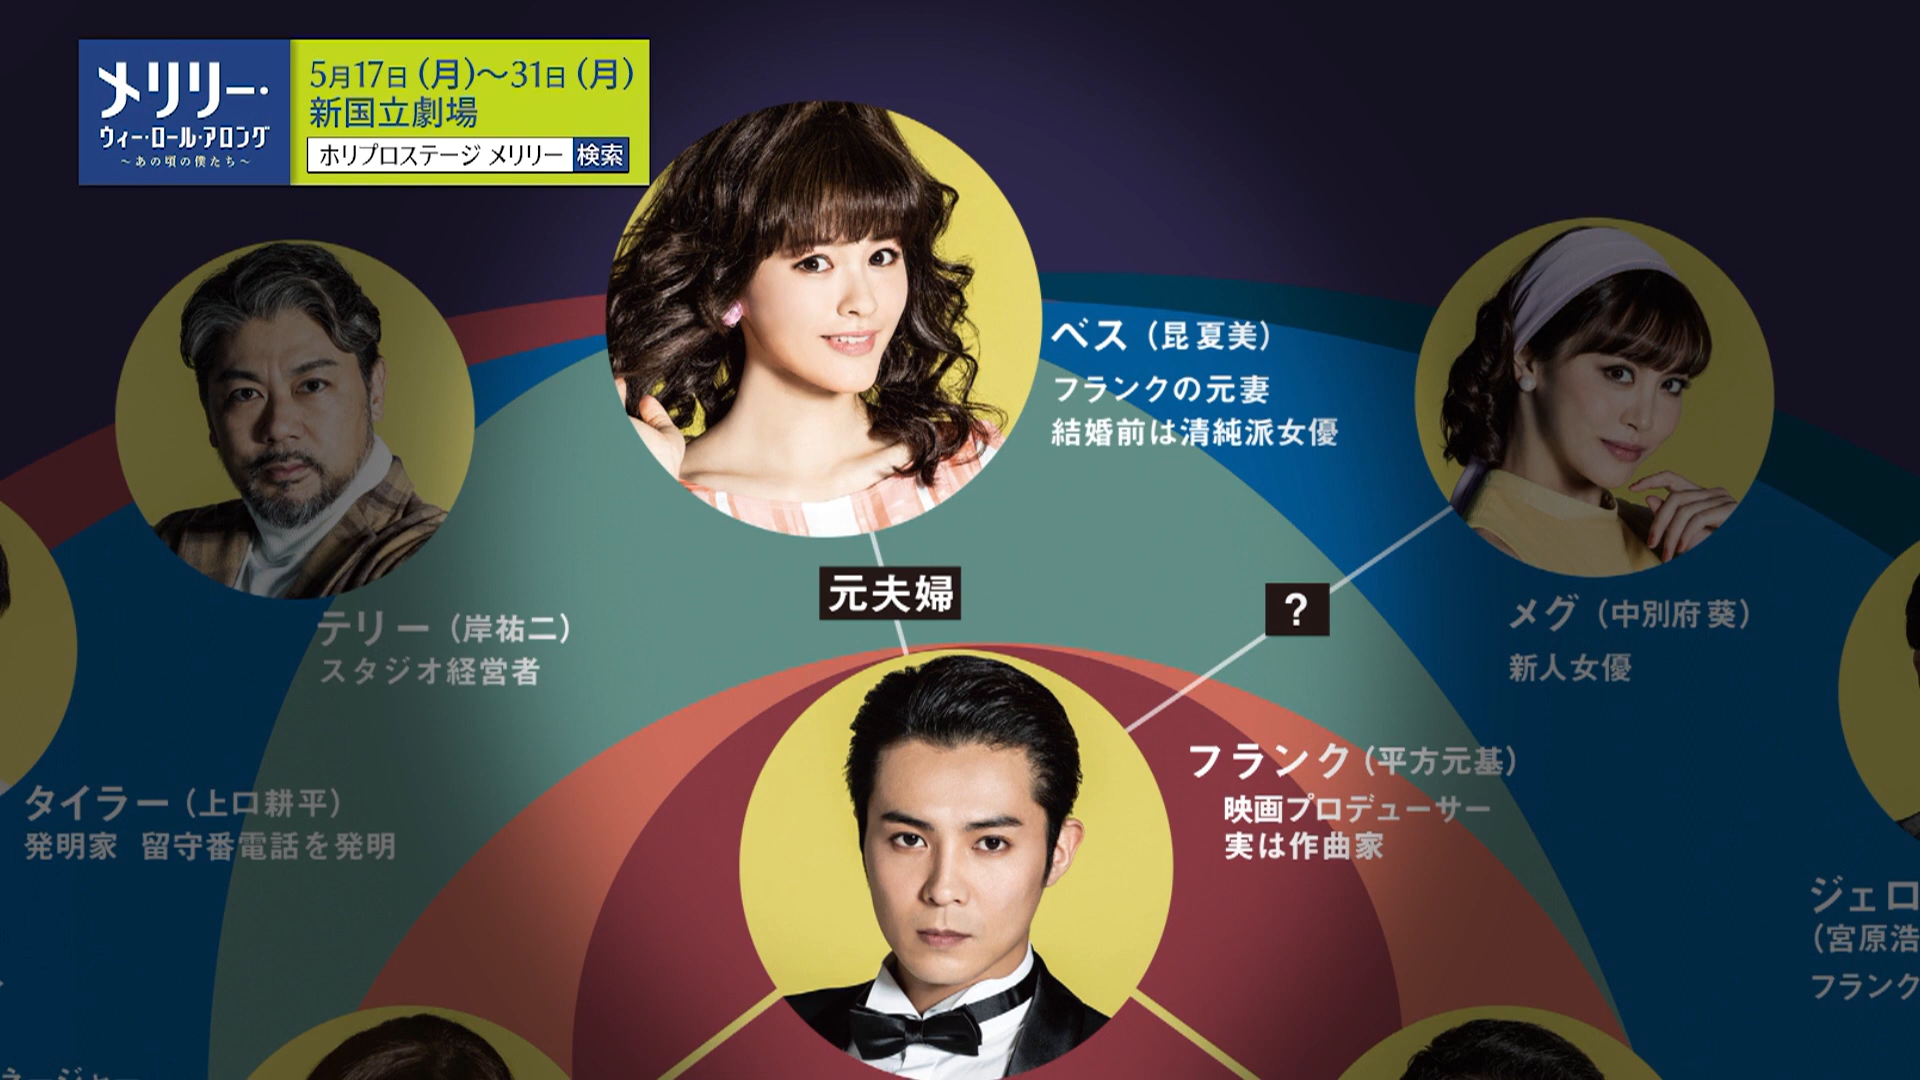 メリリー・
ウィー・ロール・アロング
～あの頃の僕たち～
5月17日（月）～31日（月）
新国立劇場
ホリプロステージ メリリー 検索
ベス（昆 夏美）
フランクの元妻
結婚前は清純派女優
元夫婦
?
テリー（岸祐二）
スタジオ経営者
メグ（中別府 葵）
新人女優
フランク（平方元基）
映画プロデューサー
実は作曲家
タイラー（上口耕平）
発明家 留守番電話を発明
ジェロ
（宮原浩
フランク